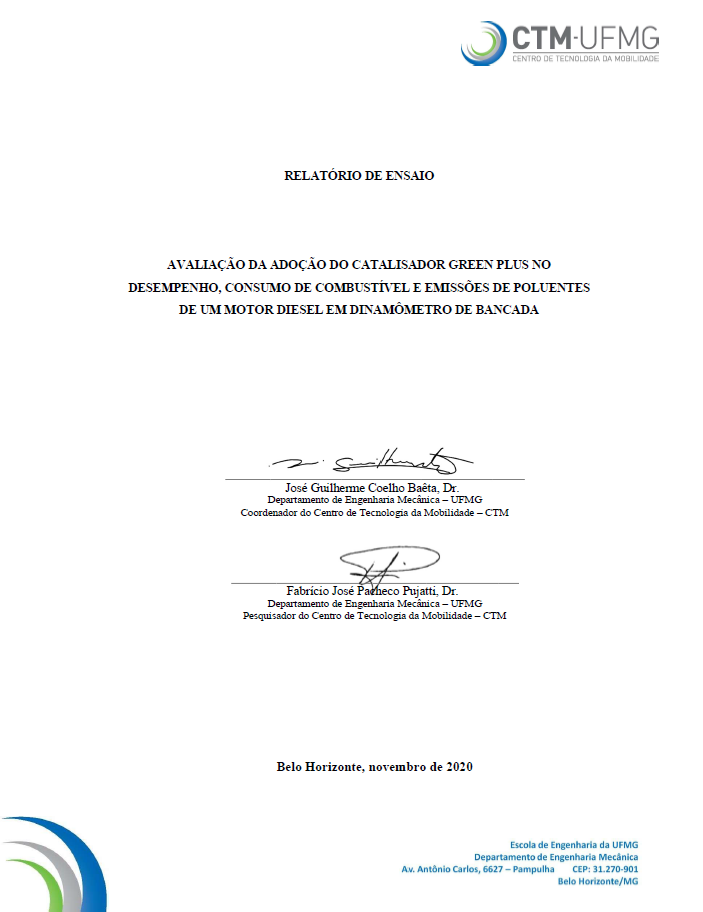 CTM-UFMG
CENTRO DE TECNOLOGIA DA MOBILIDADE
RELATÓRIO DE ENSAIO
AVALIAÇÃO DA ADOÇÃO DO CATALISADOR GREEN PLUS NO
DESEMPENHO, CONSUMO DE COMBUSTÍVEL E EMISSÕES DE POLUENTES
DE UM MOTOR DIESEL EM DINAMÔMETRO DE BANCADA
José Guilherme Coelho Baêta, Dr.
Departamento de Engenharia Mecânica – UFMG
Coordenador do Centro de Tecnologia da Mobilidade – CTM
Fabrício José Pacheco Pujatti, Dr.
Departamento de Engenharia Mecânica – UFMG
Pesquisador do Centro de Tecnologia da Mobilidade – CTM
Belo Horizonte, novembro de 2020
Escola de Engenharia da UFMG
Departamento de Engenharia Mecânica
Av. Antônio Carlos, 6627 – Pampulha CEP: 31.270-901
Belo Horizonte/MG